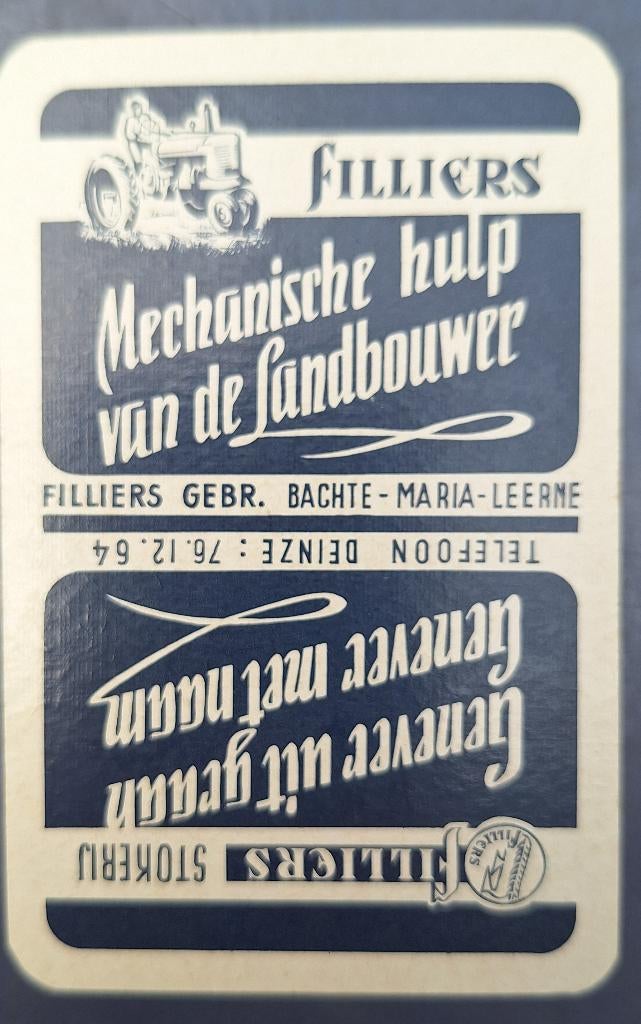 FILLIERS
Mechanische hulp
van de Landbouwer
FILLIERS GEBR. BACHTE-MARIA-LEERNE
TELEFOON DEINZE : 76.12.64
FILLIERS
FILLIERS STOKERIJ
Genever uit graan
Genever met naam